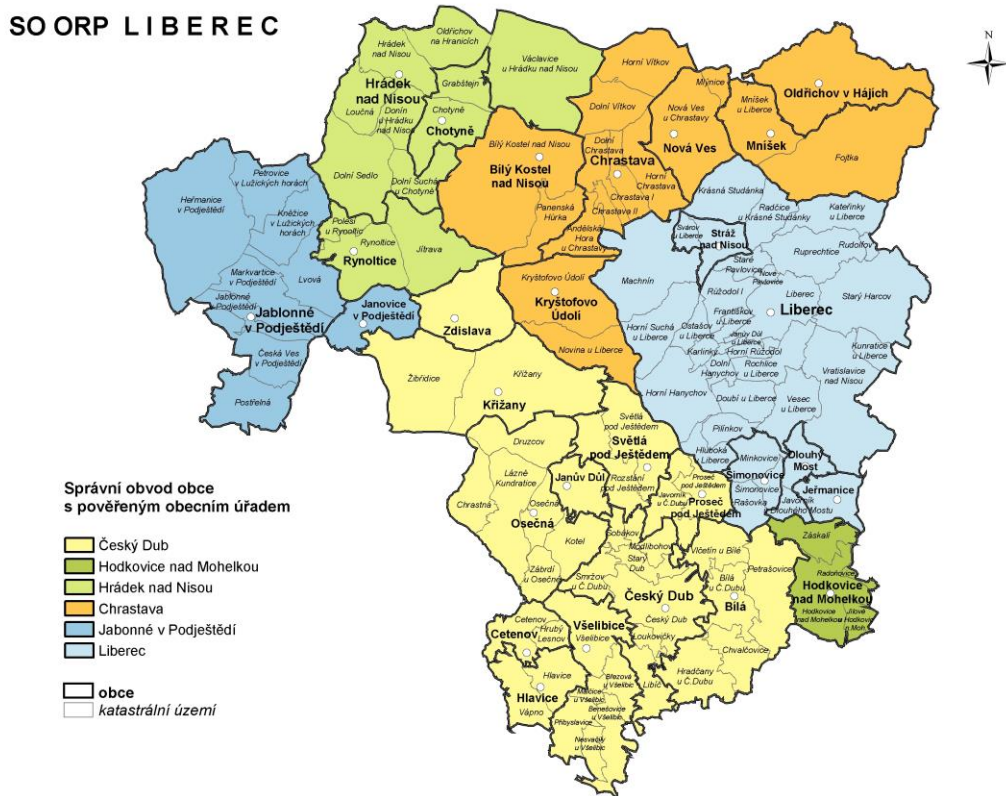 SO ORP LIBEREC
N
Hrádek
nad Nisou
Oldřichov
na Hranicích
Václavice
u Hrádku nad Nisou
Hrádek
nad Nisou
Grabštejn
Loučná
Donín
u Hrádku
nad Nisou
Chotyně
Chotyně
Dolní Sedlo
Dolní Suchá
u Chotyně
Horní Vítkov
Mlýnice
Dolní Vítkov
Nová Ves
u Chrastavy
Nová Ves
Mníšek
u Liberce
Mníšek
Oldřichov v Hájích
Fojtka
Bílý Kostel nad Nisou
Bílý Kostel
nad Nisou
Dolní
Chrastava
Chrastava
Horní
Chrastava
Chrastava I
Chrastava II
Panenská
Hůrka
Andělská
Hora
u Chrastavy
Petrovice
v Lužických horách
Heřmanice
v Podještědí
Kněžice
v Lužických
horách
Polesí
u Rynoltic
Rynoltice
Rynoltice
Jítrava
Markvartice
v Podještědí
Lvová
Jablonné
v Podještědí
Jablonné
v Podještědí
Janovice
v Podještědí
Česká Ves
v Podještědí
Postřelná
Zdislava
Kryštofovo Údolí
Kryštofovo
Údolí
Novina u Liberce
Krásná Studánka
Radčice
u Krásné Studánky
Kateřinky
u Liberce
Svárov
u Liberce
Stráž
nad Nisou
Rudolfov
Ruprechtice
Staré
Pavlovice
Nové
Pavlovice
Machnín
Růžodol I
Liberec
Starý Harcov
Františkov
u Liberce
Liberec
Horní Suchá
u Liberce
Ostašov
u Liberce
Janův Důl
u Liberce
Karlinky
Horní Růžodol
Kunratice
u Liberce
Dolní
Hanychov
Rochlice
u Liberce
Vratislavice
nad Nisou
Horní Hanychov
Doubí u Liberce
Vesec
u Liberce
Pilínkov
Hluboká
u Liberce
Minkovice
Šimonovice
Šimonovice
Rašovka
Dlouhý
Most
Jeřmanice
Javorník
u Dlouhého Mostu
Žibřidice
Křižany
Křižany
Druzcov
Světlá
pod Ještědem
Světlá
pod Ještědem
Rozstání
pod Ještědem
Lázně
Kundratice
Janův Důl
Proseč
pod Ještědem
Javorník
u Č.Dubu
Proseč
pod Ještědem
Chrastná
Osečná
Osečná
Kotel
Zábrdí
u Osečné
Sobákov
Modlibohov
Starý
Dub
Smržov
u Č.Dubu
Český Dub
Český Dub
Loukovičky
Vlčetín u Bílé
Petrašovice
Bílá
u Č.Dubu
Bílá
Chvalčovice
Hradčany
u Č.Dubu
Libíč
Záskalí
Radoňovice
Hodkovice
nad Mohelkou
Hodkovice
nad Mohelkou
Jílové
u Hodkovic
n.Moh.
Cetenov
Hrubý
Lesnov
Cetenov
Všelibice
Všelibice
Hlavice
Hlavice
Vápno
Březová
u Všelibic
Malčice
u Všelibic
Benešovice
u Všelibic
Přibyslavice
Nesvačily
u Všelibic
Správní obvod obce
s pověřeným obecním úřadem
Český Dub
Hodkovice nad Mohelkou
Hrádek nad Nisou
Chrastava
Jabonné v Podještědí
Liberec
obce
katastrální území